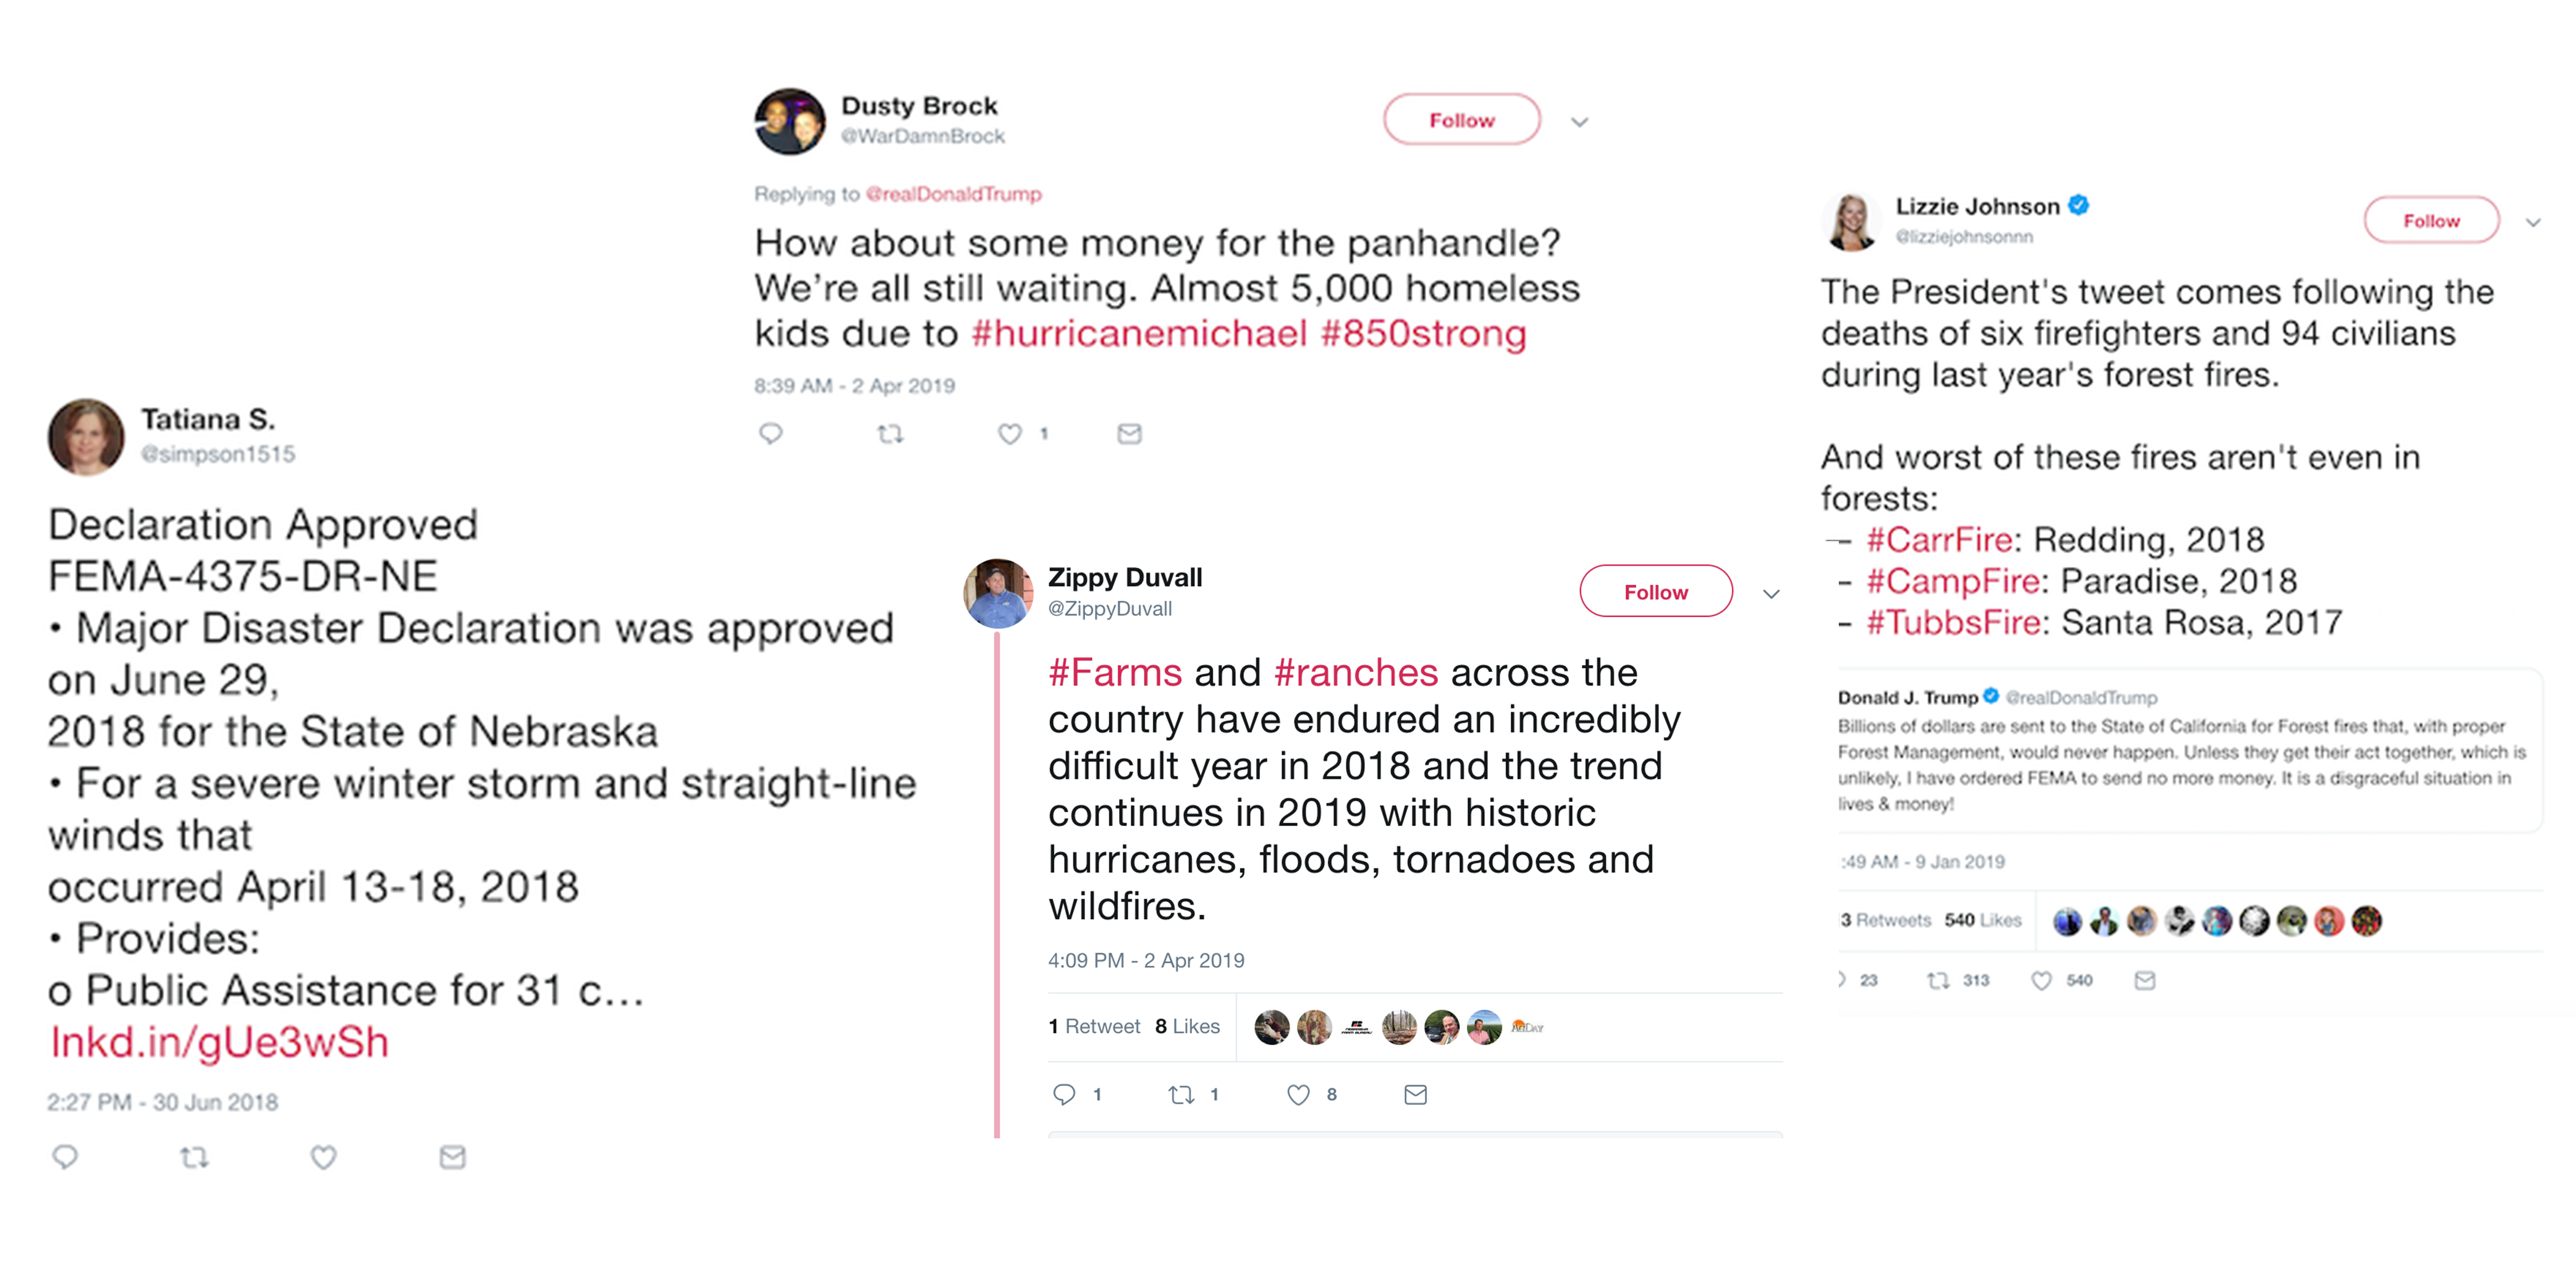 Dusty Brock
@WarDamnBrock
Follow
Replying to @realDonaldTrump
How about some money for the panhandle?
We're all still waiting. Almost 5,000 homeless
kids due to #hurricanemichael #850strong
8:39 AM - 2 Apr 2019
1
Tatiana S.
@simpson1515
Declaration Approved
FEMA-4375-DR-NE
• Major Disaster Declaration was approved
on June 29,
2018 for the State of Nebraska
• For a severe winter storm and straight-line
winds that
occurred April 13-18, 2018
• Provides:
o Public Assistance for 31 c...
lnkd.in/gUe3wSh
2:27 PM - 30 Jun 2018
Zippy Duvall
@ZippyDuvall
Follow
#Farms and #ranches across the
country have endured an incredibly
difficult year in 2018 and the trend
continues in 2019 with historic
hurricanes, floods, tornadoes and
wildfires.
4:09 PM - 2 Apr 2019
1 Retweet 8 Likes
AgDay
1 1 8
Lizzie Johnson
@lizziejohnsonnn
Follow
The President's tweet comes following the
deaths of six firefighters and 94 civilians
during last year's forest fires.
And worst of these fires aren't even in
forests:
- #CarrFire: Redding, 2018
- #CampFire: Paradise, 2018
- #TubbsFire: Santa Rosa, 2017
Donald J. Trump @realDonaldTrump
Billions of dollars are sent to the State of California for Forest fires that, with proper
Forest Management, would never happen. Unless they get their act together, which is
unlikely, I have ordered FEMA to send no more money. It is a disgraceful situation in
lives & money!
:49 AM - 9 Jan 2019
3 Retweets 540 Likes
23 313 540